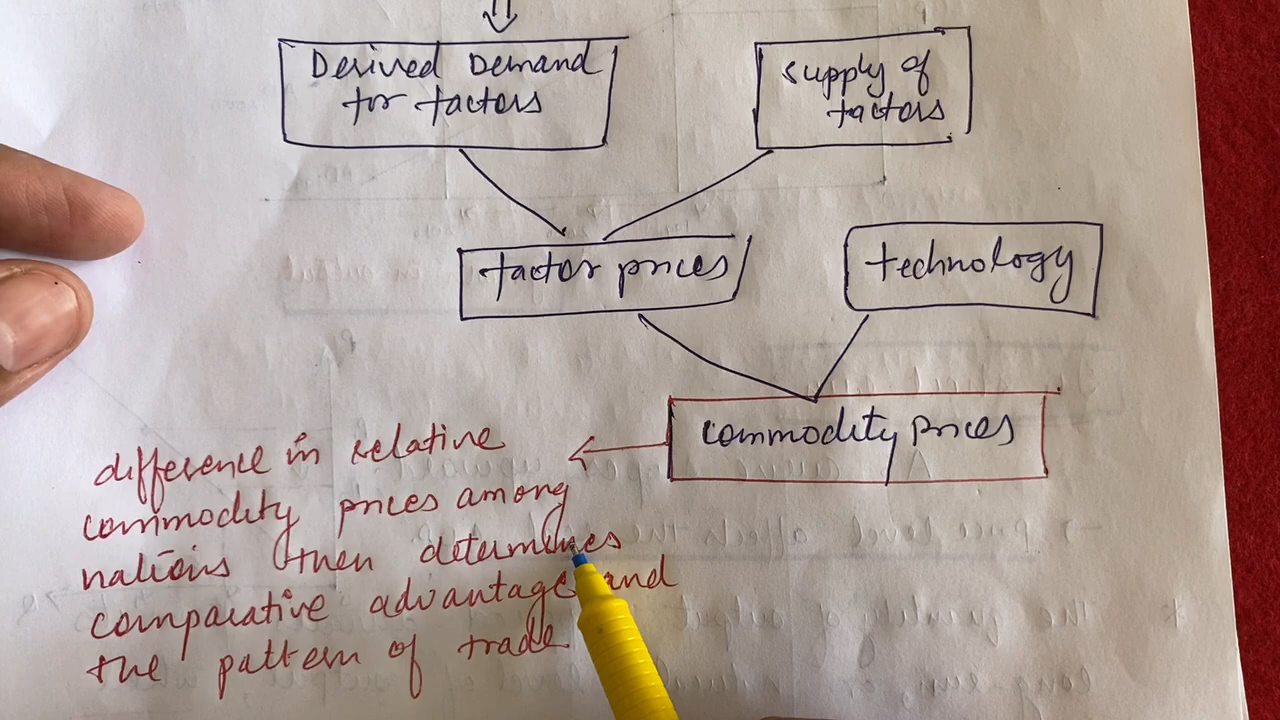 Derived Demand
for factors
supply of
factors
factor prices
technology
commodity prices
difference in relative
commodity prices among
nations then determines
comparative advantage and
the pattern of trade